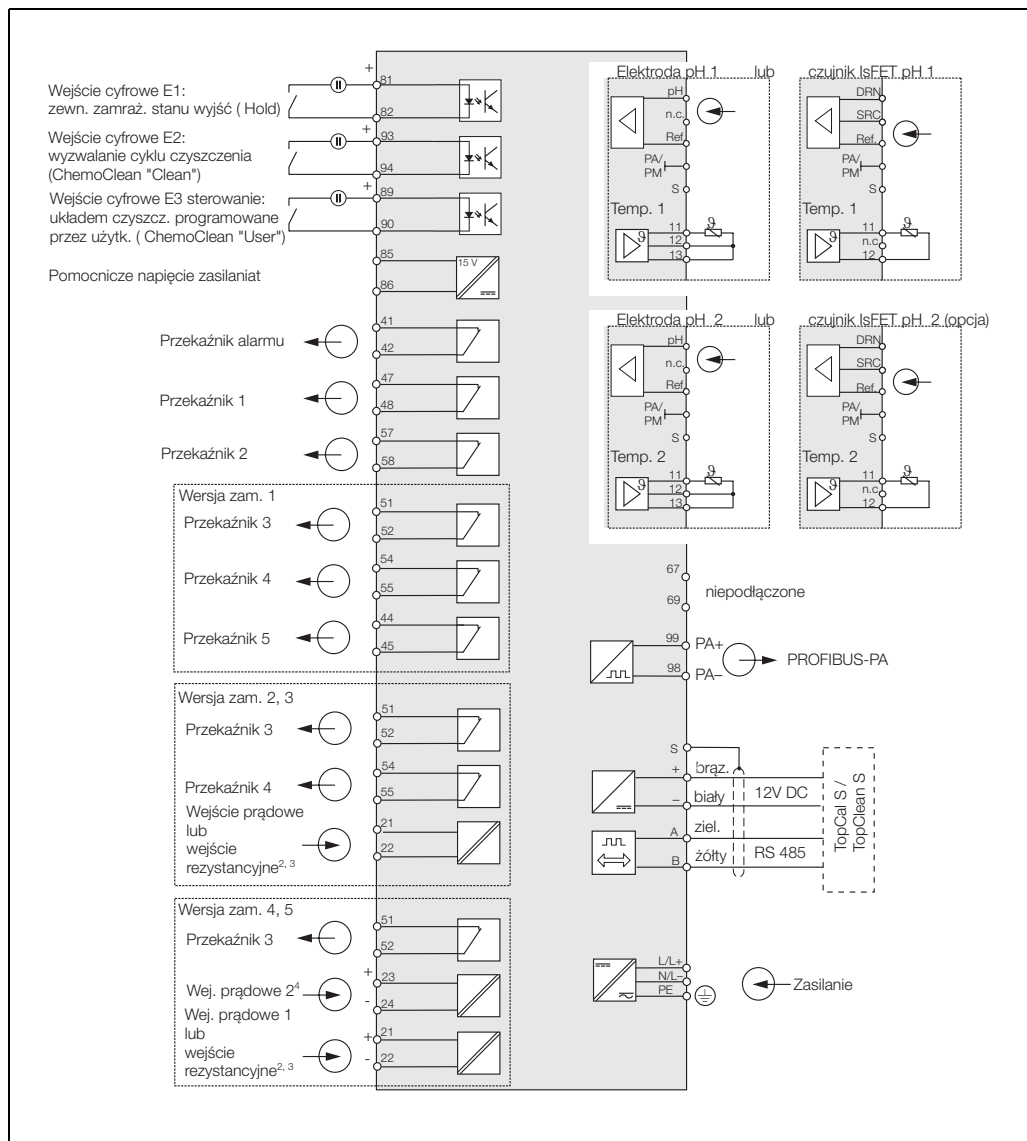 Wejście cyfrowe E1:
zewn. zamraż. stanu wyjść ( Hold)
+
81
82
Wejście cyfrowe E2:
wyzwalanie cyklu czyszczenia
(ChemoClean "Clean")
+
93
94
Wejście cyfrowe E3 sterowanie:
układem czyszcz. programowane
przez użytk. ( ChemoClean "User")
+
89
90
Pomocnicze napięcie zasilaniat
85
86
15 V
Przekaźnik alarmu
41
42
Przekaźnik 1
47
48
Przekaźnik 2
57
58
Wersja zam. 1
Przekaźnik 3
51
52
Przekaźnik 4
54
55
Przekaźnik 5
44
45
Wersja zam. 2, 3
Przekaźnik 3
51
52
Przekaźnik 4
54
55
Wejście prądowe
lub
wejście
rezystancyjne2, 3
21
22
Wersja zam. 4, 5
Przekaźnik 3
51
52
Wej. prądowe 24
+
23
-
24
Wej. prądowe 1
lub
wejście
rezystancyjne2, 3
+
21
-
22
Elektroda pH 1
lub
czujnik IsFET pH 1
pH
n.c.
Ref.
PA/
PM
S
Temp. 1
ϑ
11
12
13
ϑ
DRN
SRC
Ref.
PA/
PM
S
Temp. 1
ϑ
11
n.c.
12
ϑ
Elektroda pH 2
lub
czujnik IsFET pH 2 (opcja)
pH
n.c.
Ref.
PA/
PM
S
Temp. 2
ϑ
11
12
13
ϑ
DRN
SRC
Ref.
PA/
PM
S
Temp. 2
ϑ
11
n.c.
12
ϑ
67
69
niepodłączone
99
PA+
98
PA–
PROFIBUS-PA
S
+
brąz.
–
biały
12V DC
A
ziel.
B
żółty
RS 485
TopCal S /
TopClean S
L/L+
N/L–
PE
Zasilanie